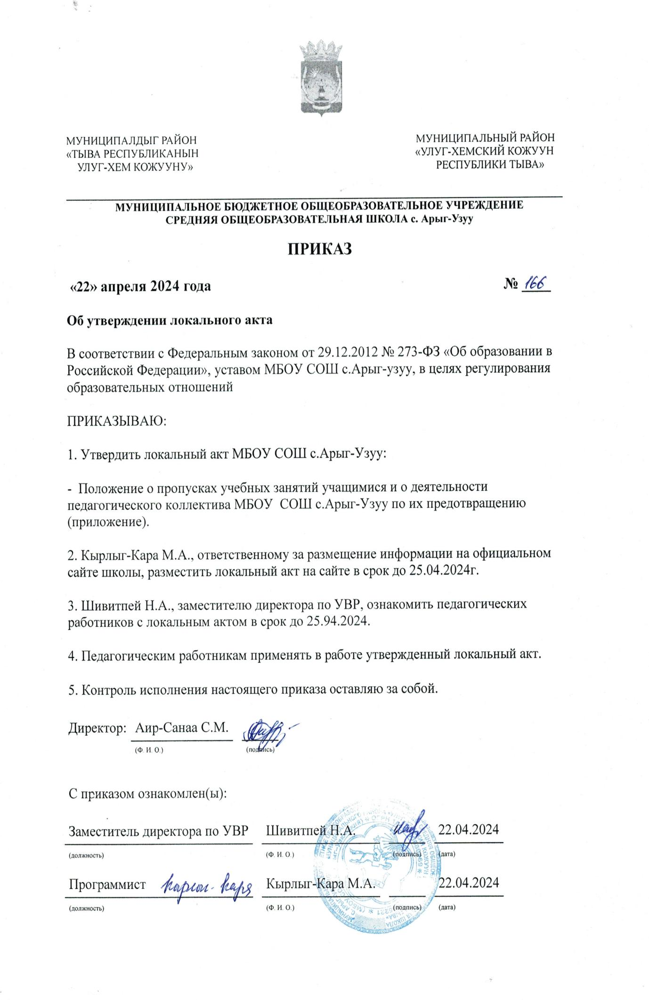 МУНИЦИПАЛДЫГ РАЙОН
«ТЫВА РЕСПУБЛИКАНЫН
УЛУГ-ХЕМ КОЖУУНУ»
МУНИЦИПАЛЬНЫЙ РАЙОН
«УЛУГ-ХЕМСКИЙ КОЖУУН
РЕСПУБЛИКИ ТЫВА»
МУНИЦИПАЛЬНОЕ БЮДЖЕТНОЕ ОБЩЕОБРАЗОВАТЕЛЬНОЕ УЧРЕЖДЕНИЕ
СРЕДНЯЯ ОБЩЕОБРАЗОВАТЕЛЬНАЯ ШКОЛА с. Арыг-Узуу
ПРИКАЗ
«22» апреля 2024 года № 166
Об утверждении локального акта
В соответствии с Федеральным законом от 29.12.2012 № 273-ФЗ «Об образовании в
Российской Федерации», уставом МБОУ СОШ с.Арыг-узуу, в целях регулирования
образовательных отношений
ПРИКАЗЫВАЮ:
1. Утвердить локальный акт МБОУ СОШ с.Арыг-Узуу:
- Положение о пропусках учебных занятий учащимися и о деятельности
педагогического коллектива МБОУ СОШ с.Арыг-Узуу по их предотвращению
(приложение).
2. Кырлыг-Кара М.А., ответственному за размещение информации на официальном
сайте школы, разместить локальный акт на сайте в срок до 25.04.2024г.
3. Шивитпей Н.А., заместителю директора по УВР, ознакомить педагогических
работников с локальным актом в срок до 25.94.2024.
4. Педагогическим работникам применять в работе утвержденный локальный акт.
5. Контроль исполнения настоящего приказа оставляю за собой.
Директор: Аир-Санаа С.М.
(Ф. И. О.) (подпись)
С приказом ознакомлен(ы):
Заместитель директора по УВР Шивитпей Н.А. 22.04.2024
(должность) (Ф. И. О.) (подпись) (дата)
Программист Кырлыг-Кара Кырлыг-Кара М.А. 22.04.2024
(должность) (Ф. И. О.) (подпись) (дата)